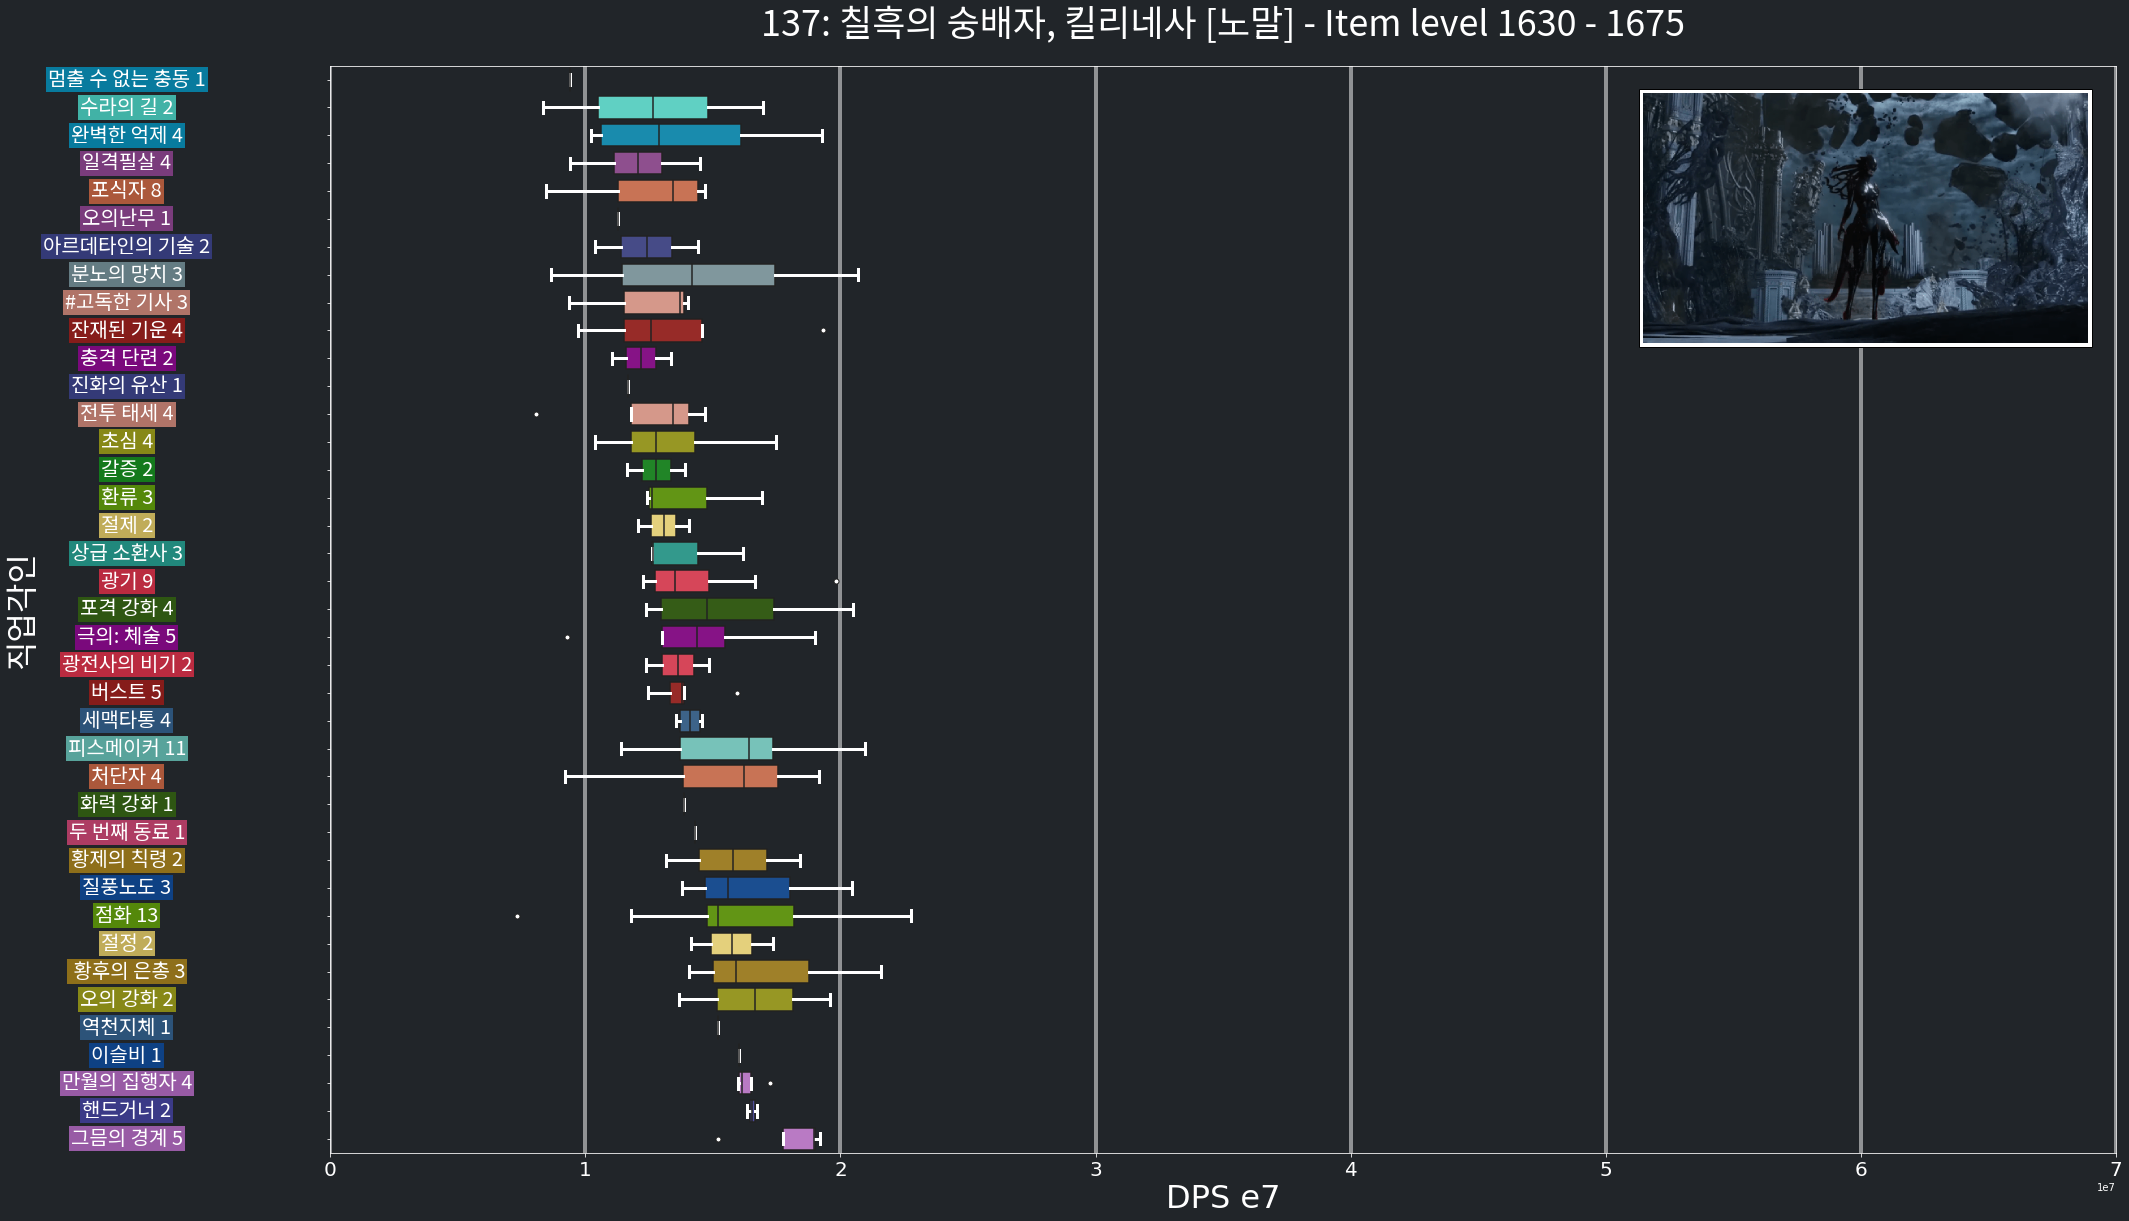 137: 칠흑의 숭배자, 킬리네사 [노말] - Item level 1630 - 1675
직업각인
멈출 수 없는 충동 1
수라의 길 2
완벽한 억제 4
일격필살 4
포식자 8
오의난무 1
아르데타인의 기술 2
분노의 망치 3
#고독한 기사 3
잔재된 기운 4
충격 단련 2
진화의 유산 1
전투 태세 4
초심 4
갈증 2
환류 3
절제 2
상급 소환사 3
광기 9
포격 강화 4
극의: 체술 5
광전사의 비기 2
버스트 5
세맥타통 4
피스메이커 11
처단자 4
화력 강화 1
두 번째 동료 1
황제의 칙령 2
질풍노도 3
점화 13
절정 2
황후의 은총 3
오의 강화 2
역천지체 1
이슬비 1
만월의 집행자 4
핸드거너 2
그믐의 경계 5
0 1 2 3 4 5 6 7
DPS e7
1e7